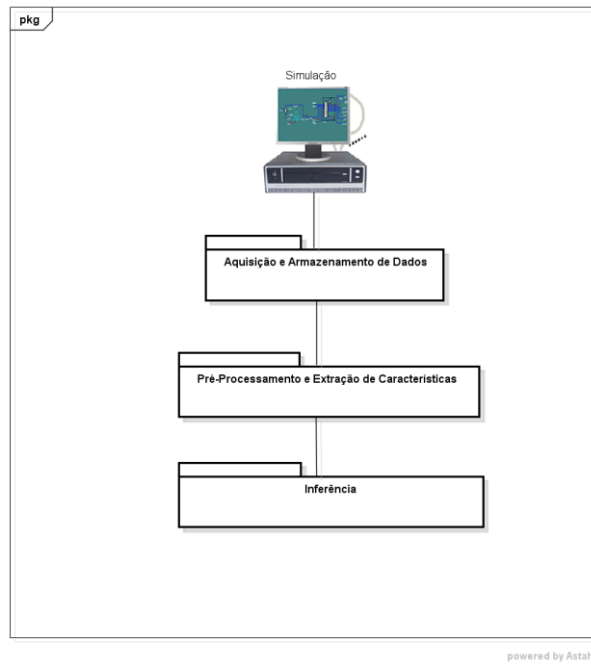 pkg
Simulação
Aquisição e Armazenamento de Dados
Pré-Processamento e Extração de Características
Inferência
powered by Astah